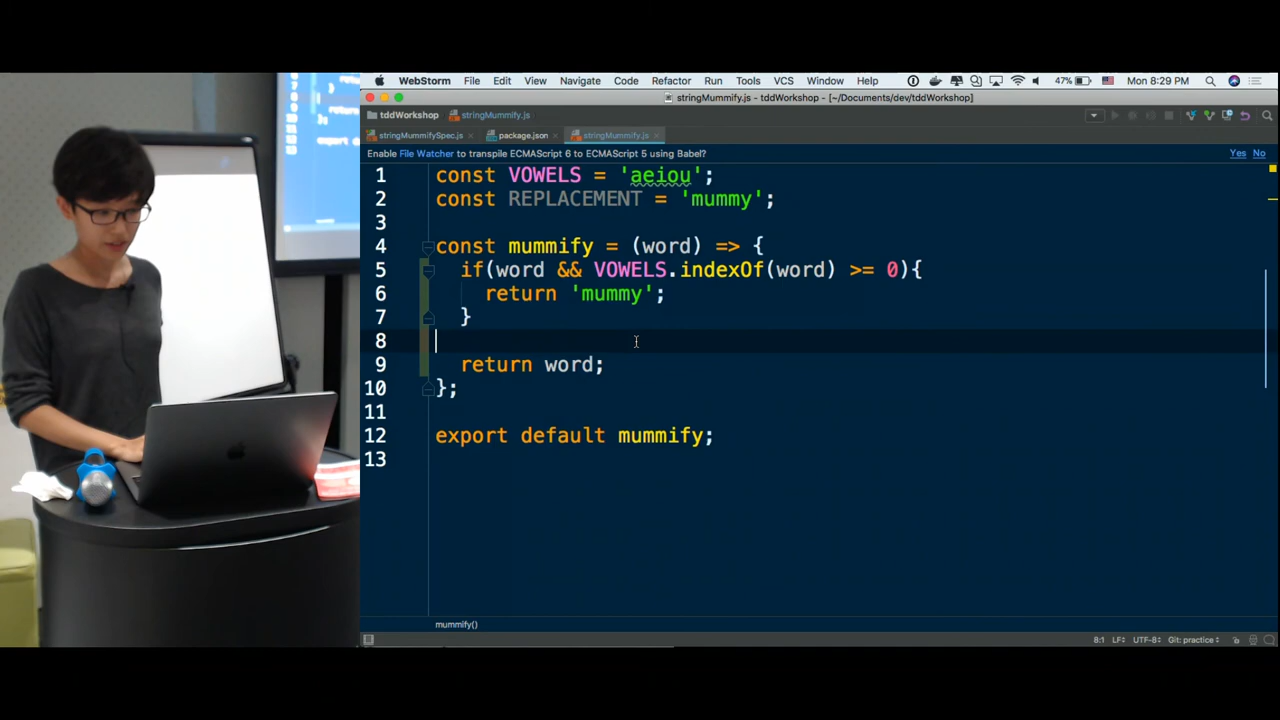 WebStorm File Edit View Navigate Code Refactor Run Tools VCS Window Help 47% Mon 8:29 PM
stringMummify.js - tddWorkshop - [~/Documents/dev/tddWorkshop]
tddWorkshop stringMummify.js
stringMummifySpec.js package.json stringMummify.js
Enable File Watcher to transpile ECMAScript 6 to ECMAScript 5 using Babel? Yes No
1 const VOWELS = 'aeiou';
2 const REPLACEMENT = 'mummy';
3
4 const mummify = (word) => {
5 if(word && VOWELS.indexOf(word) >= 0){
6 return 'mummy';
7 }
8
9 return word;
10 };
11
12 export default mummify;
13
mummify()
8:1 LF: UTF-8: Git: practice